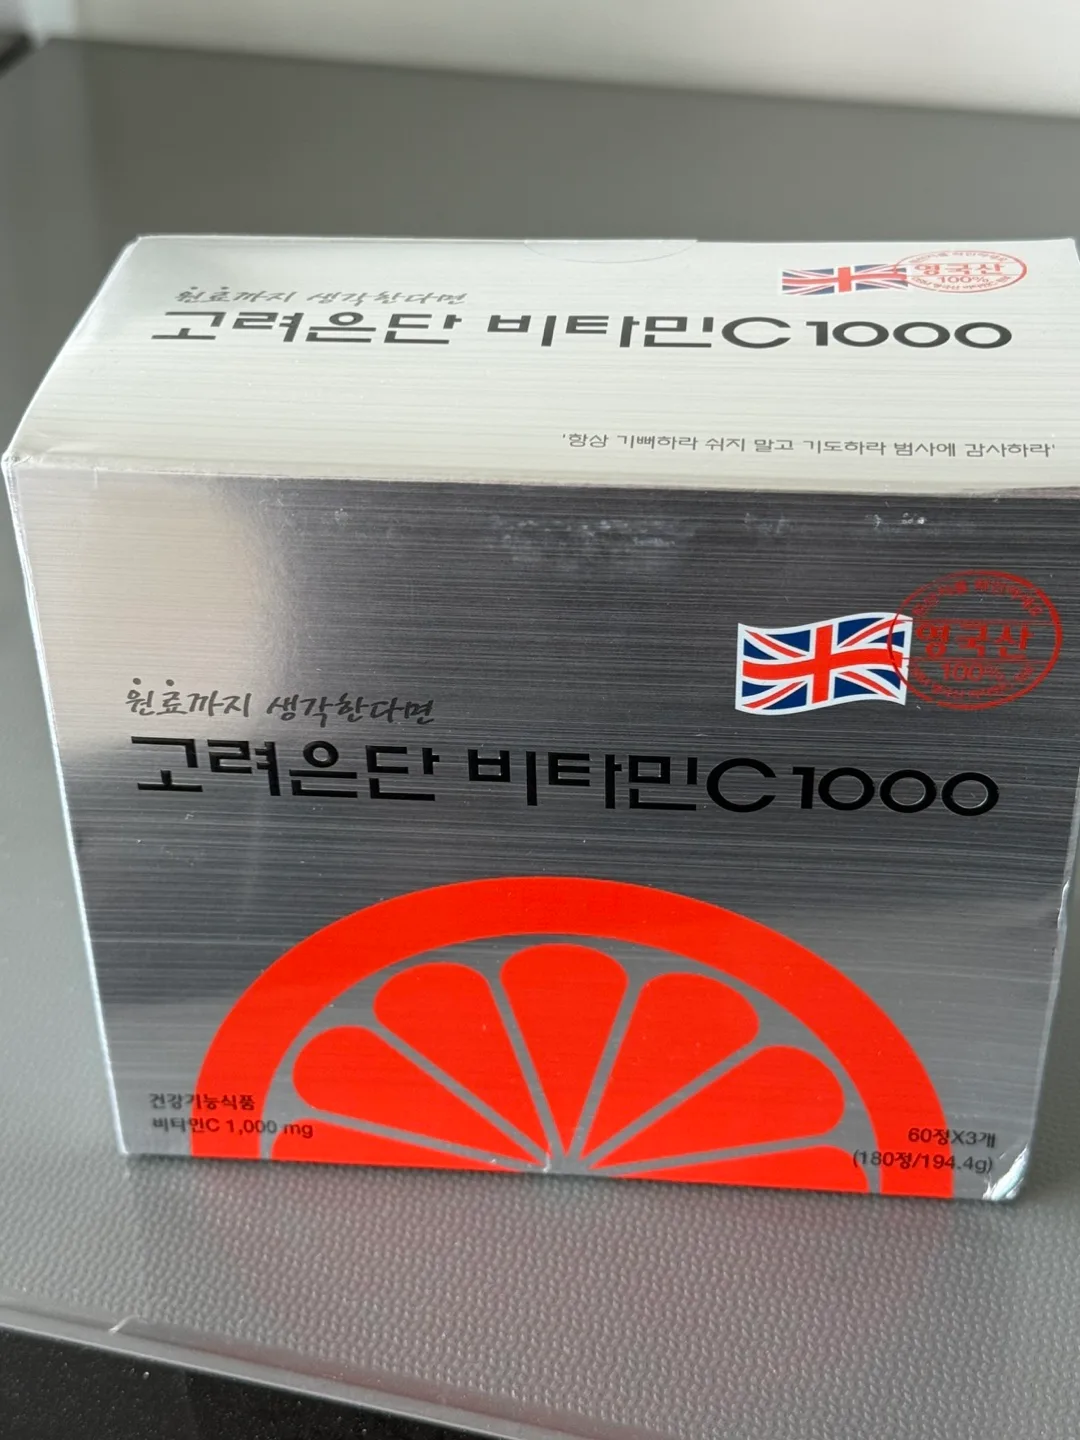 원료까지 생각한다면
영국산
100%
고려은단 비타민C 1000
'항상 기뻐하라 쉬지 말고 기도하라 범사에 감사하라'
영국산
100%
원료까지 생각한다면
고려은단 비타민C 1000
건강기능식품
비타민C 1,000 mg
60정X3개
(180정/194.4g)